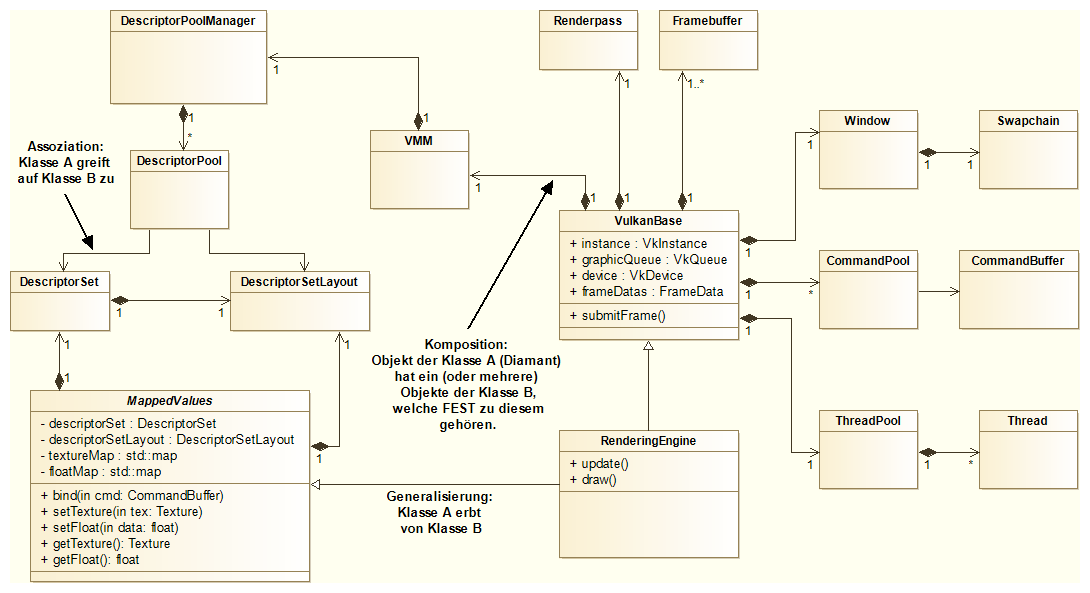 DescriptorPoolManager
Renderpass
Framebuffer
1
1
1..*
1
*
1
VMM
Assoziation:
Klasse A greift
auf Klasse B zu
DescriptorPool
1
1
1
1
VulkanBase
+ instance : VkInstance
+ graphicQueue : VkQueue
+ device : VkDevice
+ frameDatas : FrameData
+ submitFrame()
Window
Swapchain
1
1
1
1
CommandPool
CommandBuffer
1
*
ThreadPool
Thread
1
1
1
*
DescriptorSet
DescriptorSetLayout
1
1
1
1
1
1
Komposition:
Objekt der Klasse A (Diamant)
hat ein (oder mehrere)
Objekte der Klasse B,
welche FEST zu diesem
gehören.
MappedValues
- descriptorSet : DescriptorSet
- descriptorSetLayout : DescriptorSetLayout
- textureMap : std::map
- floatMap : std::map
+ bind(in cmd: CommandBuffer)
+ setTexture(in tex: Texture)
+ setFloat(in data: float)
+ getTexture(): Texture
+ getFloat(): float
Generalisierung:
Klasse A erbt
von Klasse B
RenderingEngine
+ update()
+ draw()